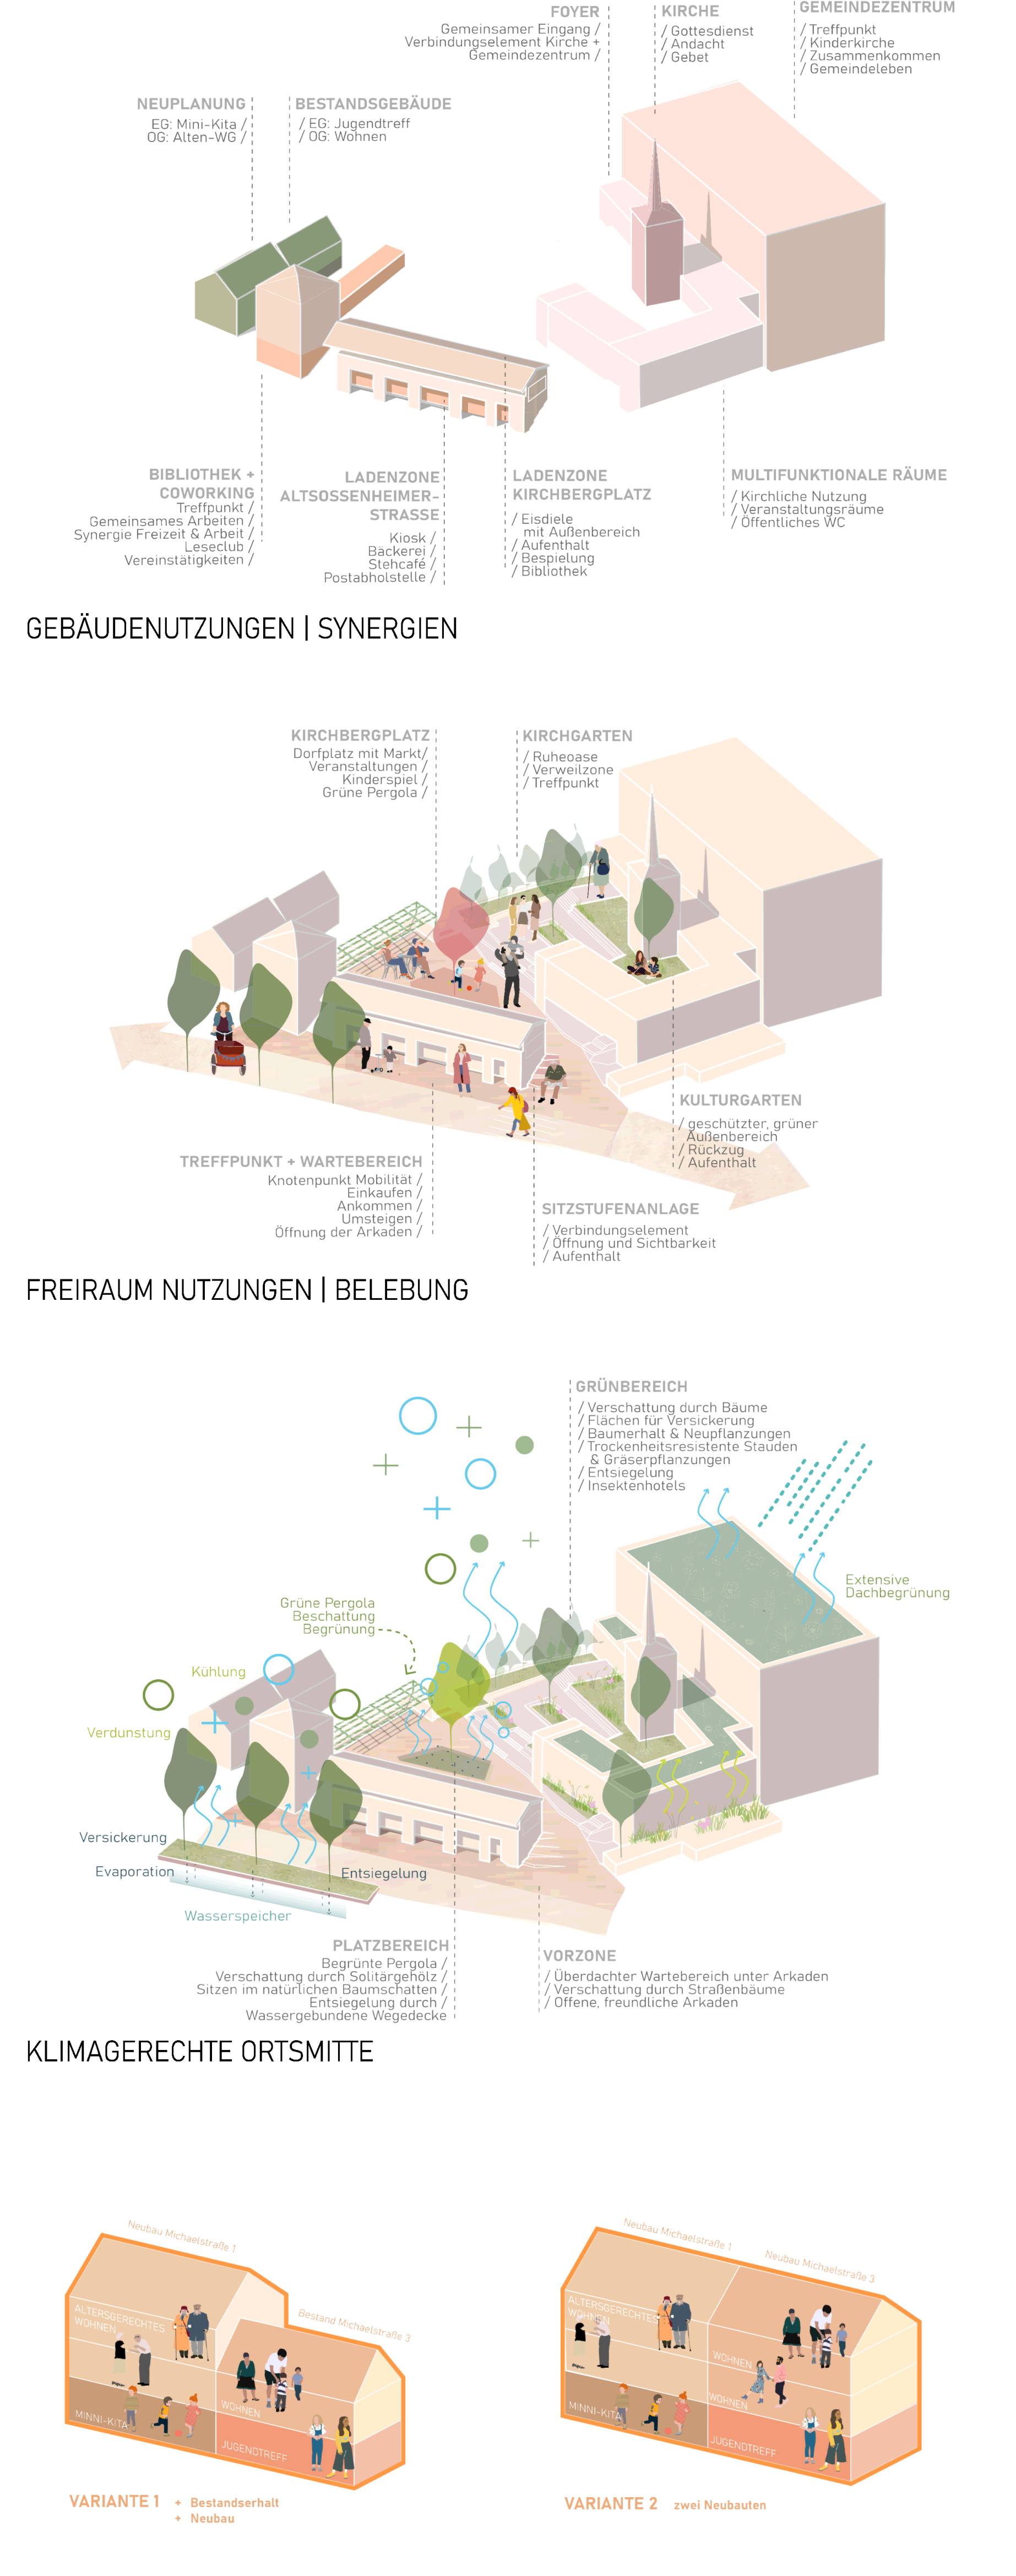 FOYER
Gemeinsamer Eingang /
Verbindungselement Kirche +
Gemeindezentrum /
KIRCHE
/ Gottesdienst
/ Andacht
/ Gebet
GEMEINDEZENTRUM
/ Treffpunkt
/ Kinderkirche
/ Zusammenkommen
/ Gemeindeleben
NEUPLANUNG
EG: Mini-Kita /
OG: Alten-WG /
BESTANDSGEBÄUDE
/ EG: Jugendtreff
/ OG: Wohnen
BIBLIOTHEK +
COWORKING
Treffpunkt /
Gemeinsames Arbeiten /
Synergie Freizeit & Arbeit /
Leseclub /
Vereinstätigkeiten /
LADENZONE
ALTSOSSENHEIMER-
STRASSE
Kiosk /
Bäckerei /
Stehcafé /
Postabholstelle /
LADENZONE
KIRCHBERGPLATZ
/ Eisdiele
mit Außenbereich
/ Aufenthalt
/ Bespielung
/ Bibliothek
MULTIFUNKTIONALE RÄUME
/ Kirchliche Nutzung
/ Veranstaltungsräume
/ Öffentliches WC
GEBÄUDENUTZUNGEN | SYNERGIEN
KIRCHBERGPLATZ
Dorfplatz mit Markt/
Veranstaltungen /
Kinderspiel /
Grüne Pergola /
KIRCHGARTEN
/ Ruheoase
/ Verweilzone
/ Treffpunkt
KULTURGARTEN
/ geschützter, grüner
Außenbereich
/ Rückzug
/ Aufenthalt
TREFFPUNKT + WARTEBEREICH
Knotenpunkt Mobilität /
Einkaufen /
Ankommen /
Umsteigen /
Öffnung der Arkaden /
SITZSTUFENANLAGE
/ Verbindungselement
/ Öffnung und Sichtbarkeit
/ Aufenthalt
FREIRAUM NUTZUNGEN | BELEBUNG
GRÜNBEREICH
/ Verschattung durch Bäume
/ Flächen für Versickerung
/ Baumerhalt & Neupflanzungen
/ Trockenheitsresistente Stauden
& Gräserpflanzungen
/ Entsiegelung
/ Insektenhotels
Extensive
Dachbegrünung
Grüne Pergola
Beschattung
Begrünung
Kühlung
Verdunstung
Versickerung
Evaporation
Entsiegelung
Wasserspeicher
PLATZBEREICH
Begrünte Pergola /
Verschattung durch Solitärgehölz /
Sitzen im natürlichen Baumschatten /
Entsiegelung durch /
Wassergebundene Wegedecke
VORZONE
/ Überdachter Wartebereich unter Arkaden
/ Verschattung durch Straßenbäume
/ Offene, freundliche Arkaden
KLIMAGERECHTE ORTSMITTE
Neubau Michaelstraße 1
Bestand Michaelstraße 3
ALTERSGERECHTES
WOHNEN
WOHNEN
MINNI-KITA
JUGENDTREFF
VARIANTE 1 + Bestandserhalt
+ Neubau
Neubau Michaelstraße 1
Neubau Michaelstraße 3
ALTERSGERECHTES
WOHNEN
WOHNEN
WOHNEN
MINNI-KITA
JUGENDTREFF
VARIANTE 2 zwei Neubauten